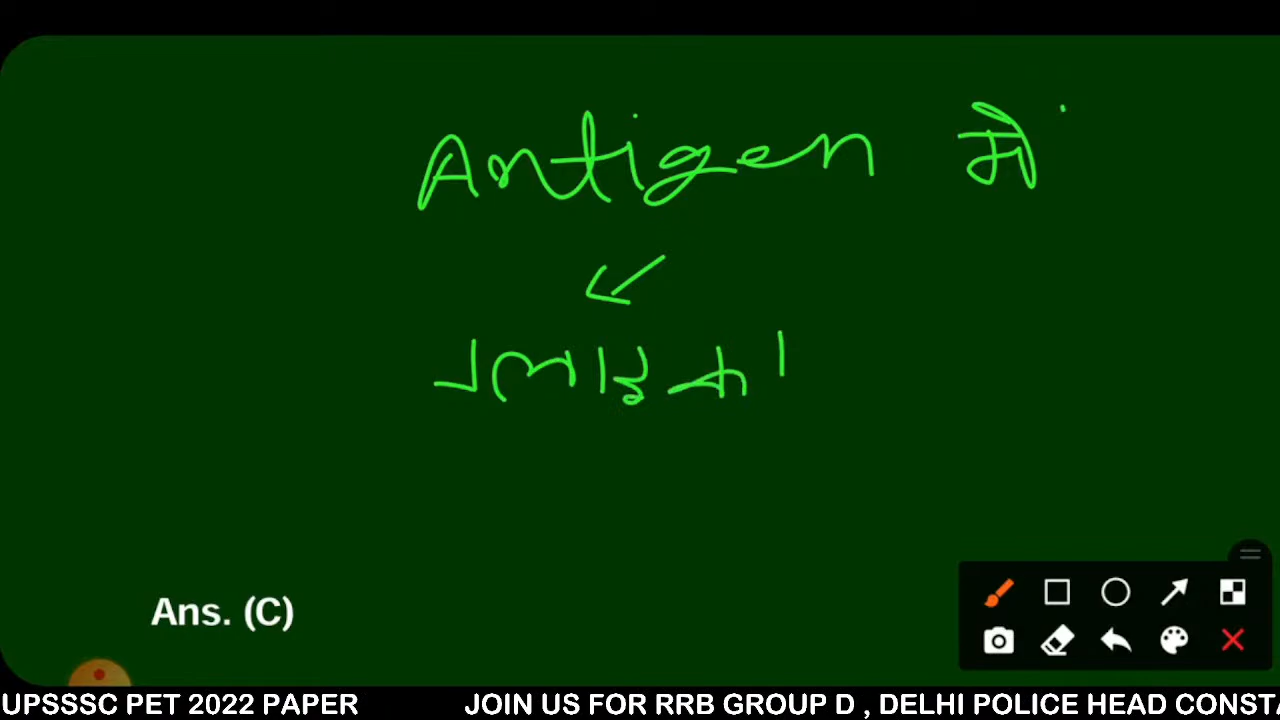 Antigen में
Ans. (C)
UPSSSC PET 2022 PAPER JOIN US FOR RRB GROUP D , DELHI POLICE HEAD CONSTA